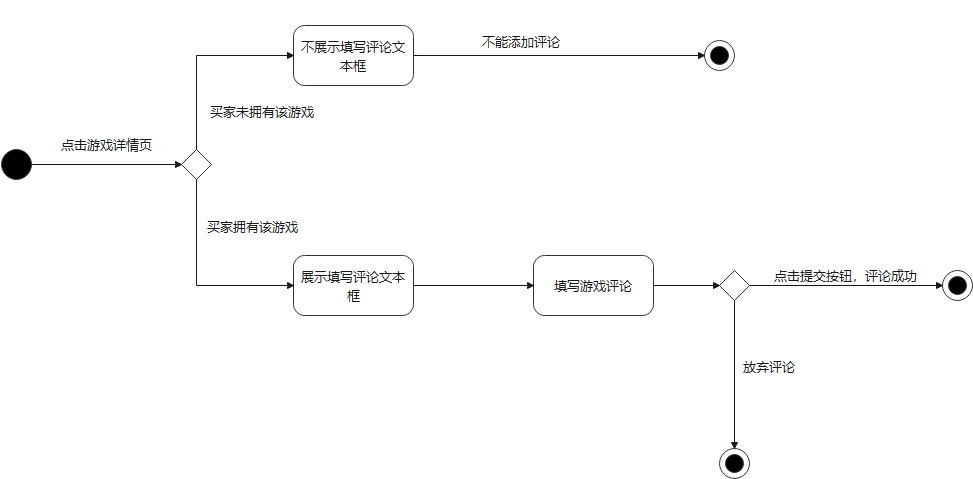 不展示填写评论文
本框
不能添加评论
买家未拥有该游戏
点击游戏详情页
买家拥有该游戏
展示填写评论文本
框
填写游戏评论
点击提交按钮，评论成功
放弃评论